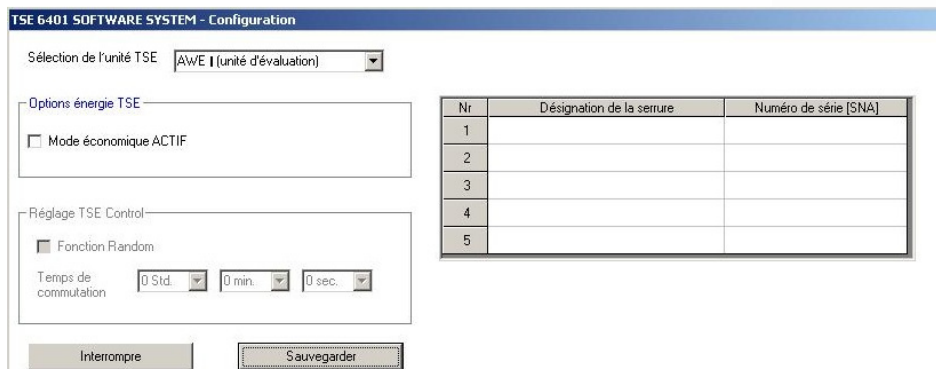 TSE 6401 SOFTWARE SYSTEM - Configuration
Sélection de l'unité TSE
AWE I (unité d'évaluation)
Options énergie TSE
Mode économique ACTIF
Réglage TSE Control
Fonction Random
Temps de commutation
0 Std.
0 min.
0 sec.
Interrompre
Sauvegarder
Nr
Désignation de la serrure
Numéro de série [SNA]
1
2
3
4
5